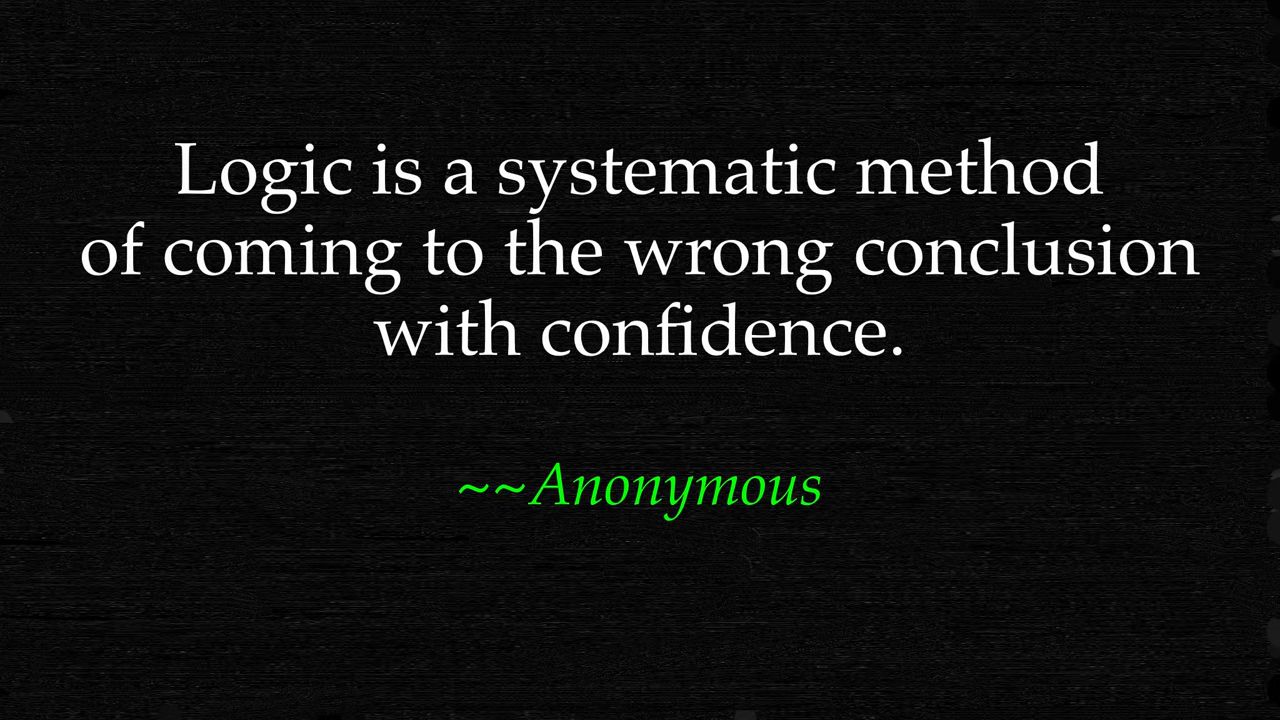 Logic is a systematic method
of coming to the wrong conclusion
with confidence.
~~Anonymous